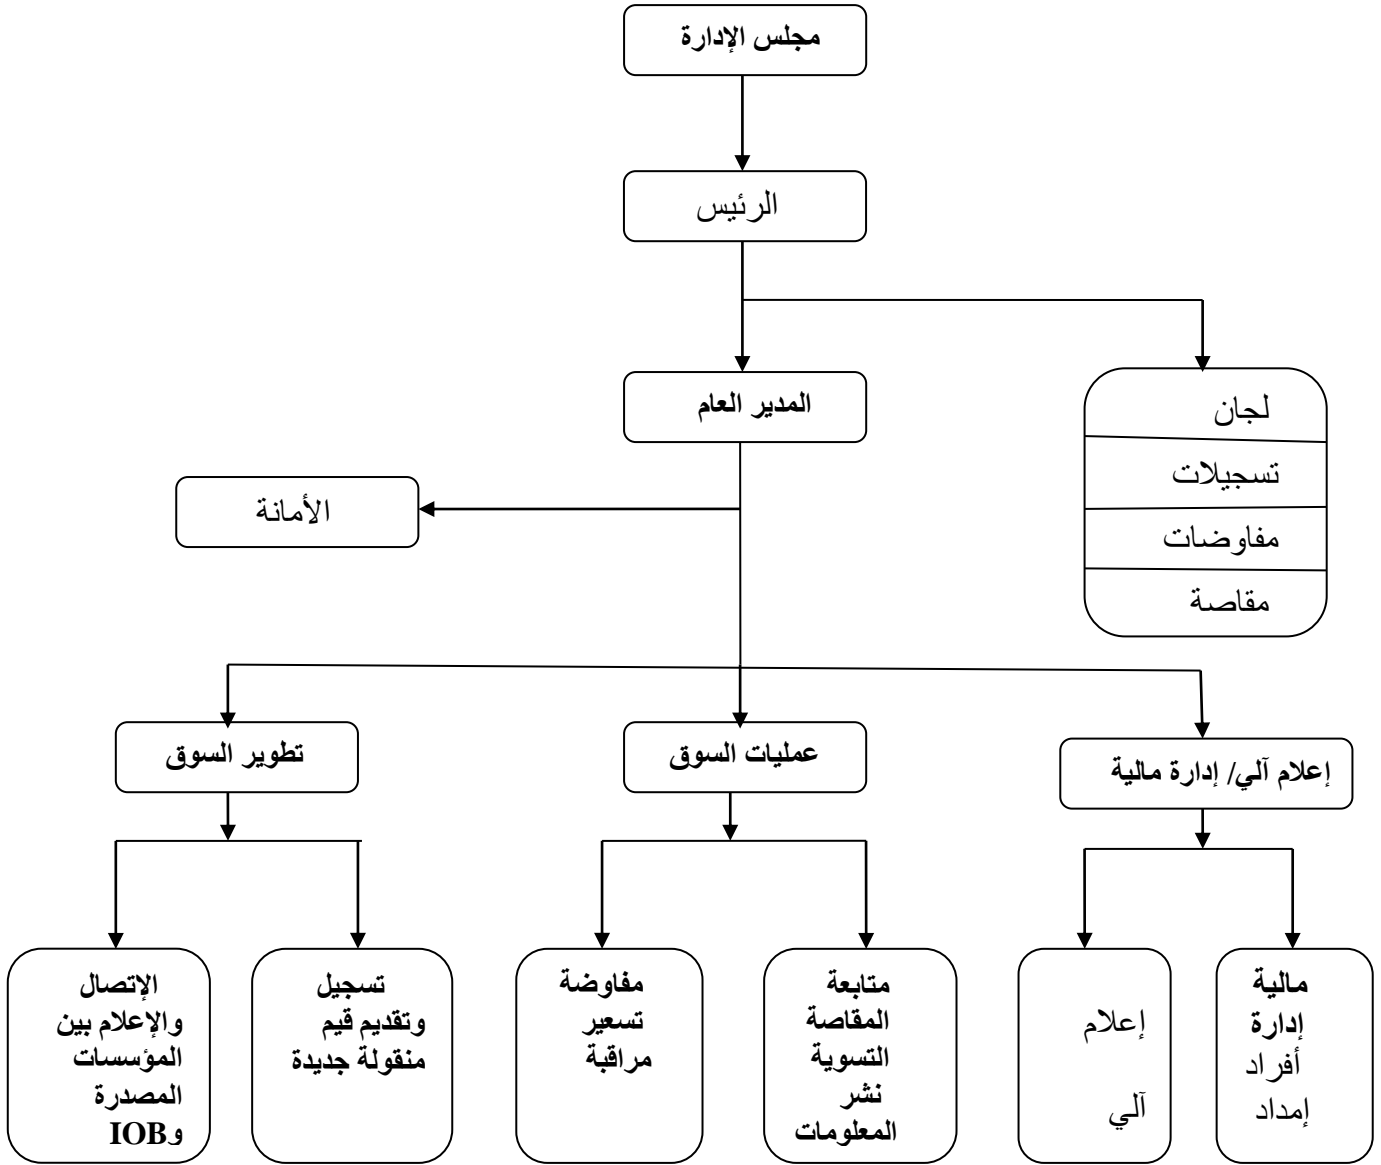 مجلس الإدارة
الرئيس
المدير العام
لجان
تسجيلات
مفاوضات
مقاصة
الأمانة
إعلام آلي/ إدارة مالية
عمليات السوق
تطوير السوق
مالية
إدارة
أفراد
إمداد
إعلام
آلي
متابعة
المقاصة
التسوية
نشر
المعلومات
مفاوضة
تسعير
مراقبة
تسجيل
وتقديم قيم
منقولة جديدة
الإتصال
والإعلام بين
المؤسسات
المصدرة
وIOB